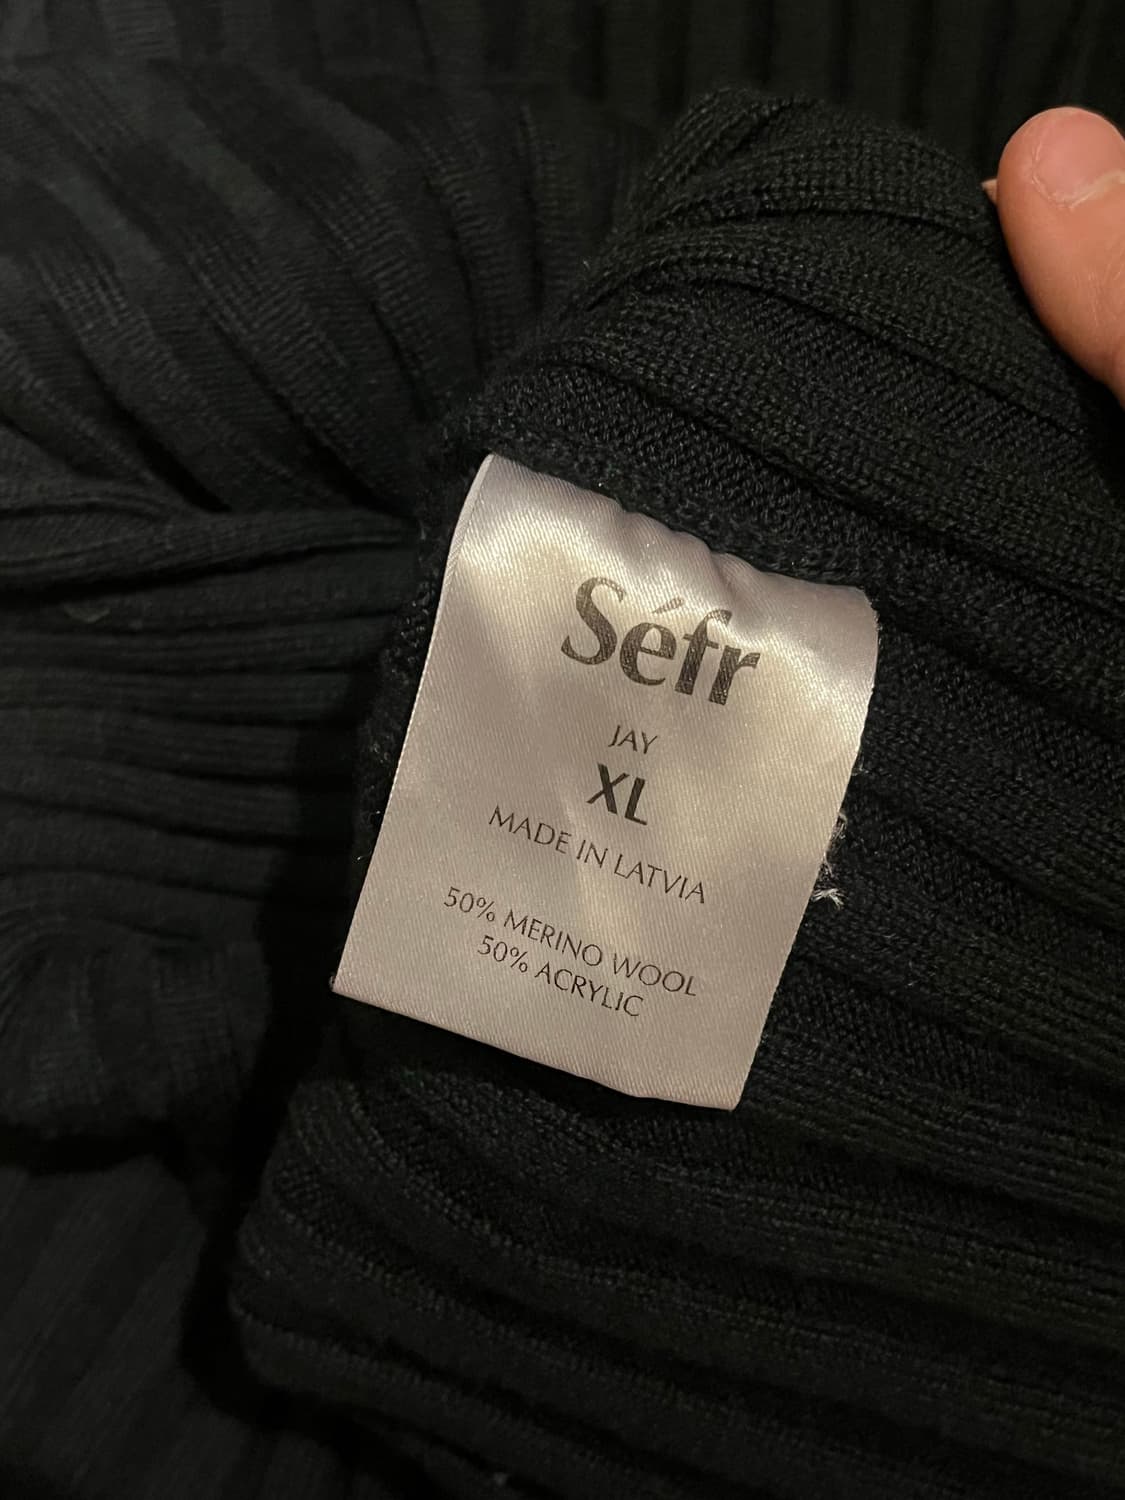 Séfr
JAY
XL
MADE IN LATVIA
50% MERINO WOOL
50% ACRYLIC